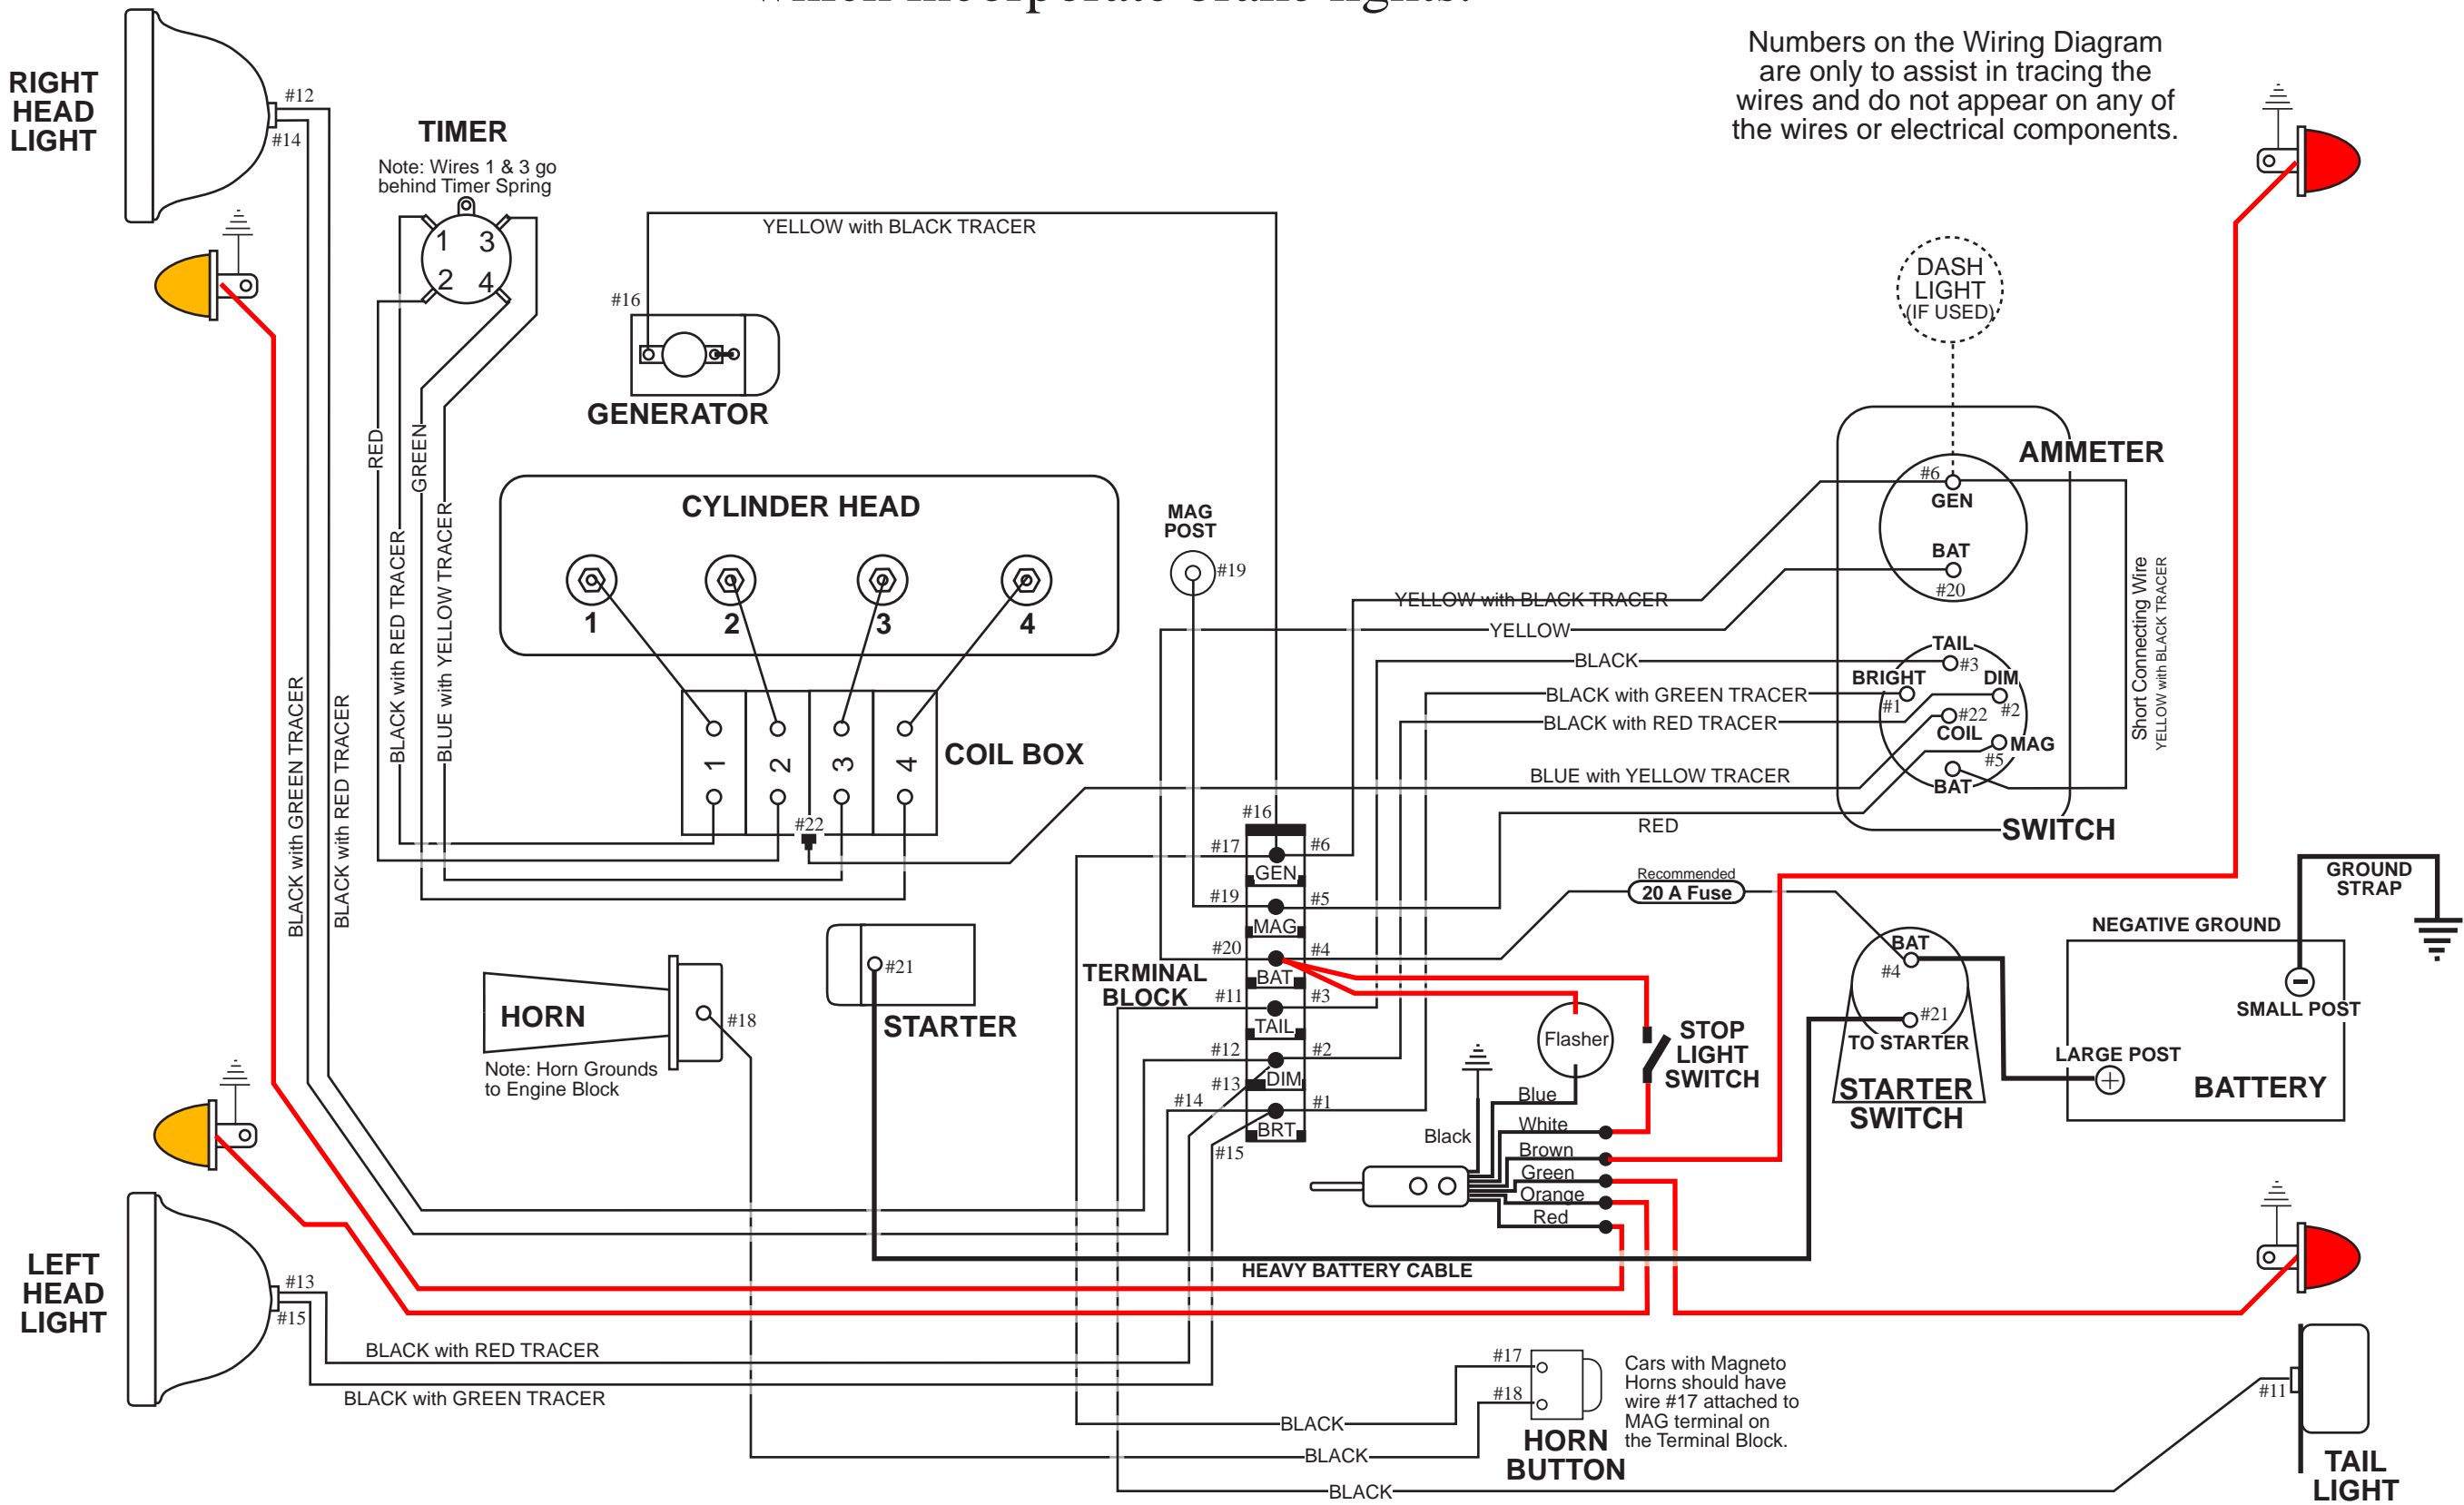 which incorporate brake lights.
Numbers on the Wiring Diagram
are only to assist in tracing the
wires and do not appear on any of
the wires or electrical components.
RIGHT
HEAD
LIGHT
#12
#14
TIMER
Note: Wires 1 & 3 go
behind Timer Spring
1
3
2
4
YELLOW with BLACK TRACER
#16
GENERATOR
DASH
LIGHT
(IF USED)
RED
GREEN
BLACK with RED TRACER
BLUE with YELLOW TRACER
BLACK with GREEN TRACER
BLACK with RED TRACER
CYLINDER HEAD
1
2
3
4
MAG
POST
#19
AMMETER
#6
GEN
BAT
#20
Short Connecting Wire
YELLOW with BLACK TRACER
YELLOW with BLACK TRACER
YELLOW
BLACK
BLACK with GREEN TRACER
BLACK with RED TRACER
BLUE with YELLOW TRACER
RED
TAIL
#3
BRIGHT
#1
DIM
#2
#22
COIL
MAG
#5
BAT
SWITCH
1
2
3
4
COIL BOX
#22
#16
#17
#6
GEN
#19
#5
MAG
#20
#4
BAT
TERMINAL
BLOCK
#11
#3
TAIL
#12
#2
#13
DIM
#14
#1
BRT
#15
Recommended
20 A Fuse
GROUND
STRAP
NEGATIVE GROUND
SMALL POST
LARGE POST
BATTERY
BAT
#4
#21
TO STARTER
STARTER
SWITCH
HORN
#18
Note: Horn Grounds
to Engine Block
#21
STARTER
Flasher
STOP
LIGHT
SWITCH
Black
Blue
White
Brown
Green
Orange
Red
HEAVY BATTERY CABLE
LEFT
HEAD
LIGHT
#13
#15
BLACK with RED TRACER
BLACK with GREEN TRACER
#17
#18
HORN
BUTTON
Cars with Magneto
Horns should have
wire #17 attached to
MAG terminal on
the Terminal Block.
BLACK
BLACK
BLACK
#11
TAIL
LIGHT